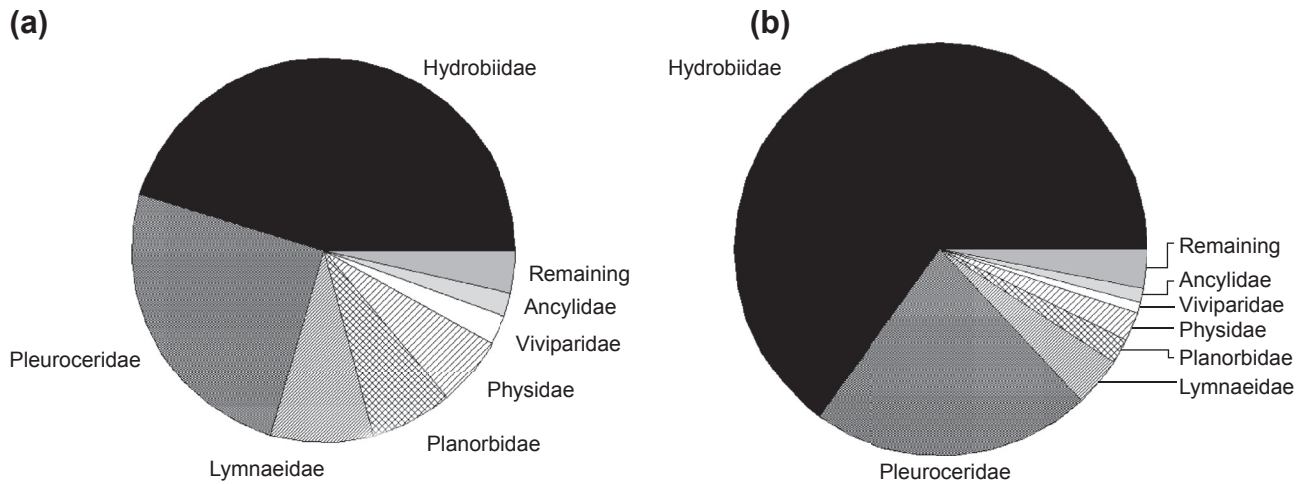 (a)
Hydrobiidae
Remaining
Ancylidae
Viviparidae
Physidae
Planorbidae
Lymnaeidae
Pleuroceridae
(b)
Hydrobiidae
Remaining
Ancylidae
Viviparidae
Physidae
Planorbidae
Lymnaeidae
Pleuroceridae